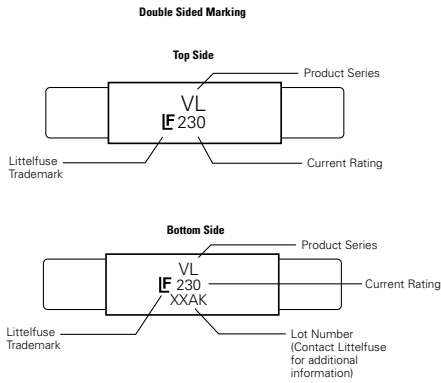 Double Sided Marking
Top Side
Product Series
VL
LF 230
Littelfuse
Trademark
Current Rating
Bottom Side
Product Series
VL
LF 230
Current Rating
XXAK
Littelfuse
Trademark
Lot Number
(Contact Littelfuse
for additional
information)